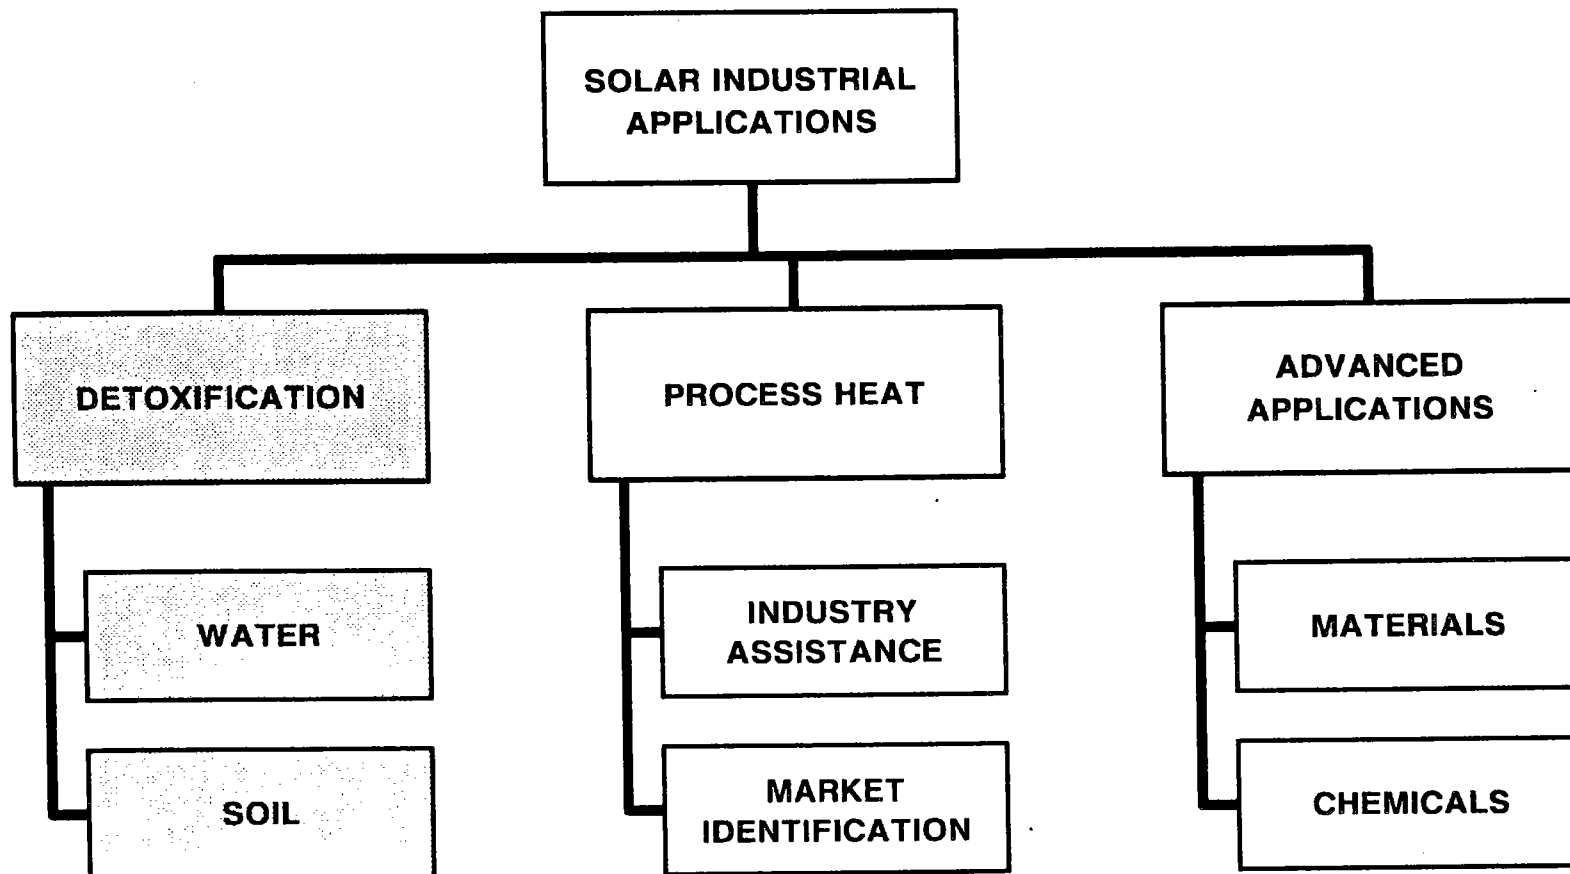 SOLAR INDUSTRIAL
APPLICATIONS
DETOXIFICATION
PROCESS HEAT
ADVANCED
APPLICATIONS
WATER
INDUSTRY
ASSISTANCE
MATERIALS
SOIL
MARKET
IDENTIFICATION
CHEMICALS